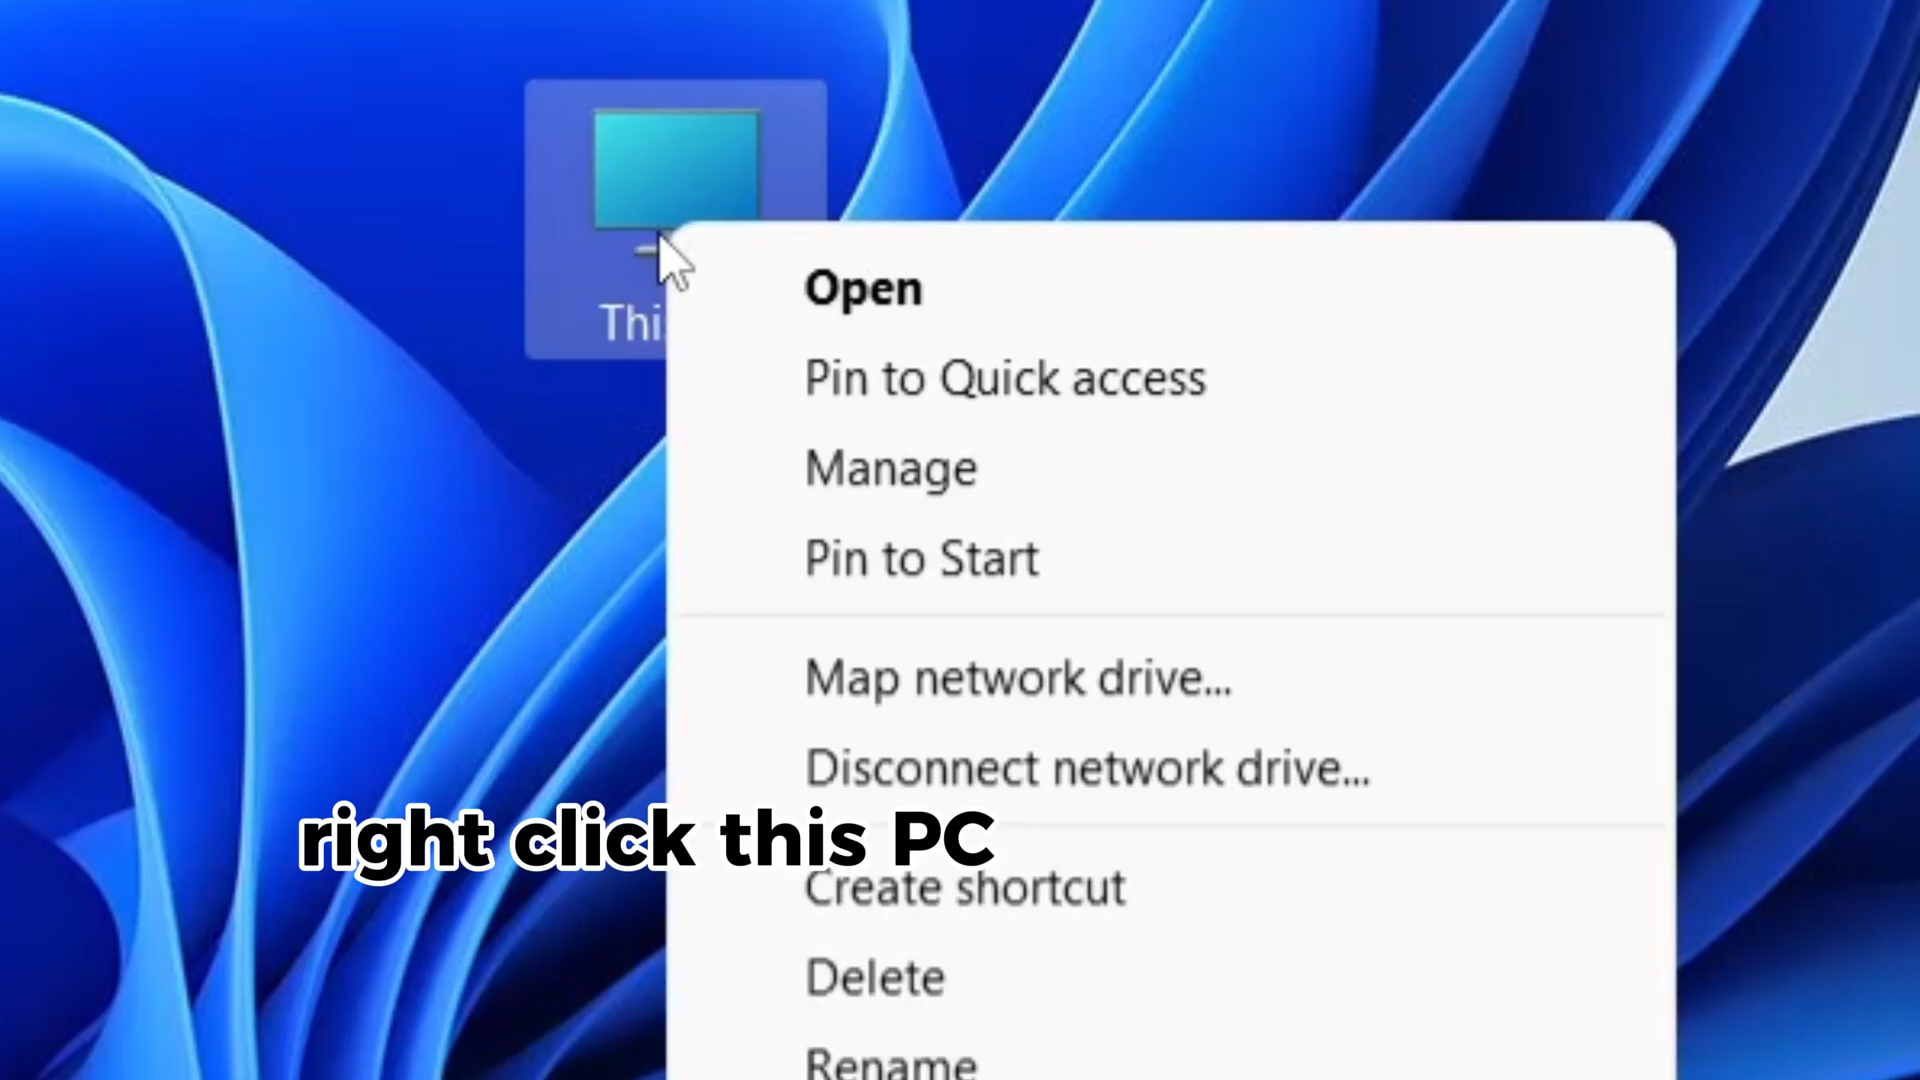 Thi
Open
Pin to Quick access
Manage
Pin to Start
Map network drive...
Disconnect network drive...
right click this PC
Create shortcut
Delete
Rename